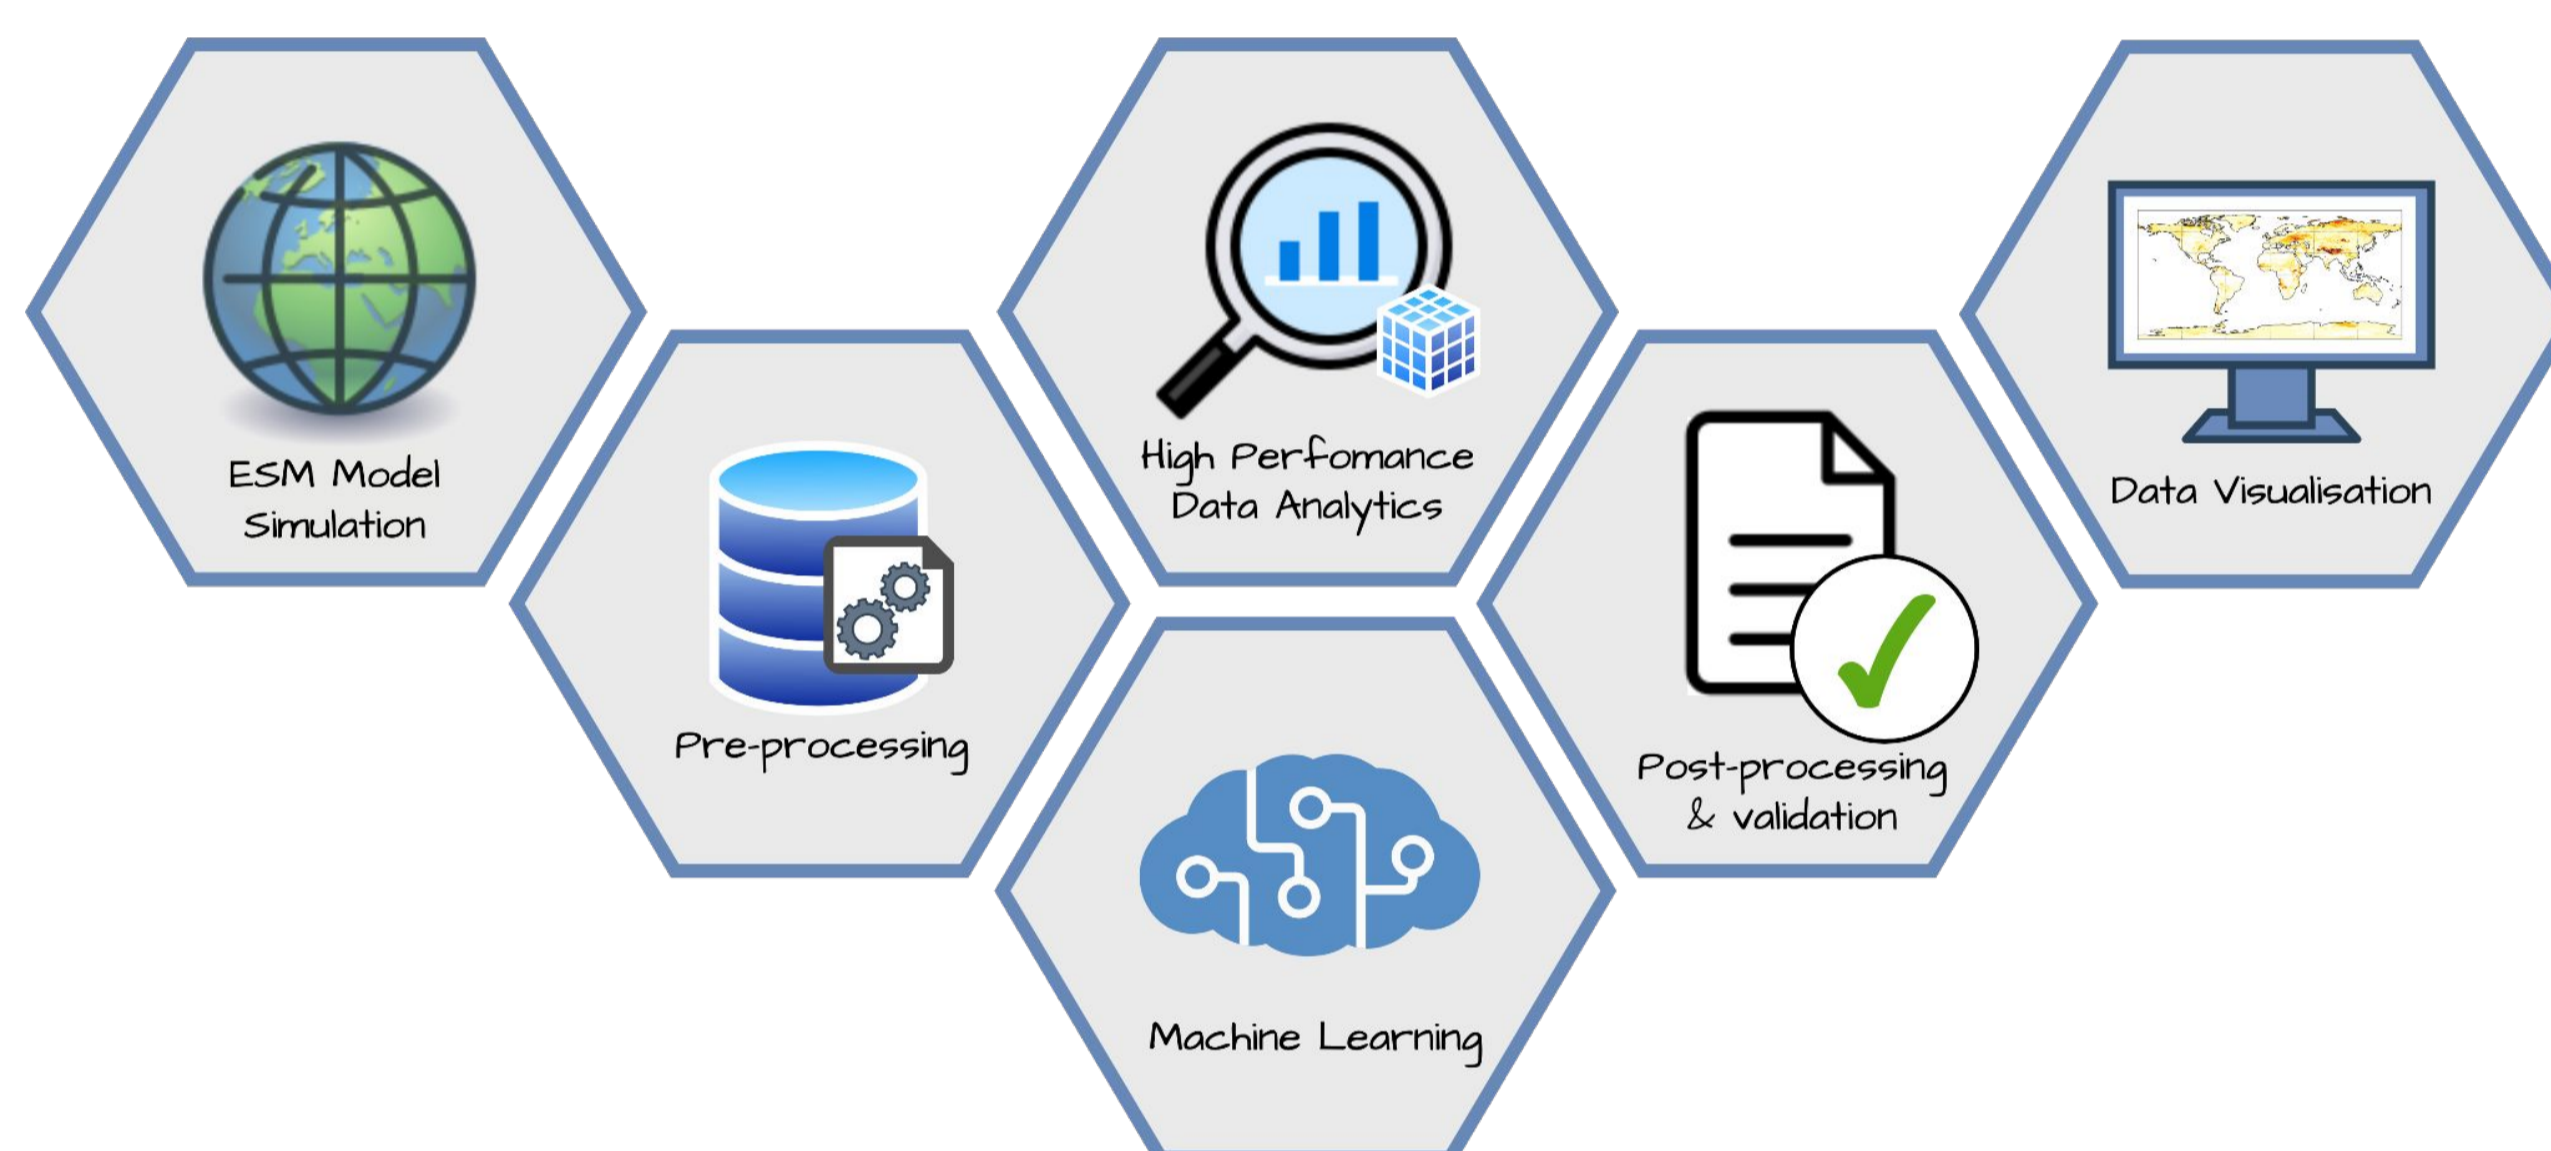 ESM Model
Simulation
Pre-processing
High Perfomance
Data Analytics
Machine Learning
Post-processing
& validation
Data Visualisation